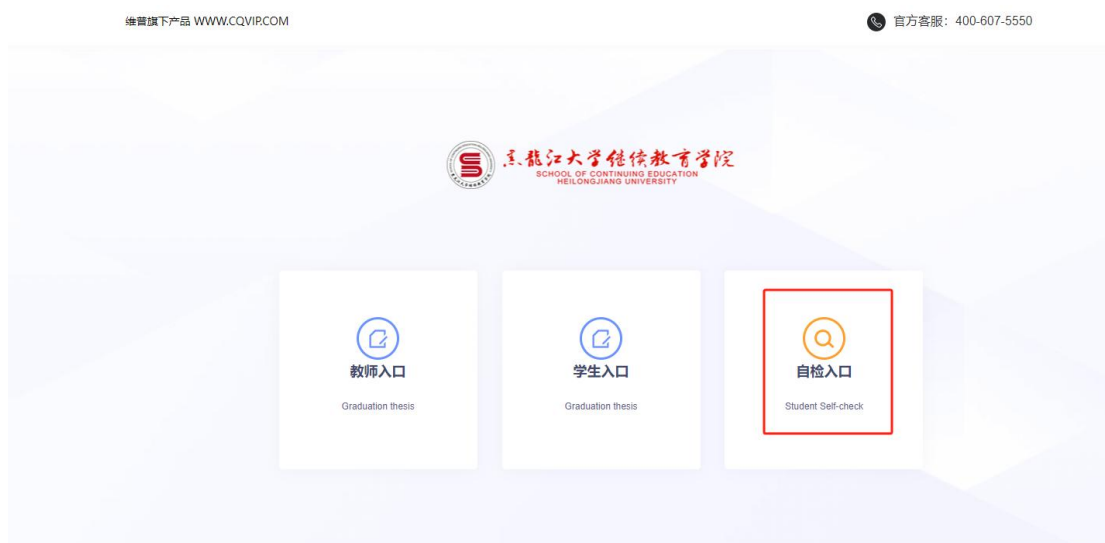 维普旗下产品 WWW.CQVIP.COM
官方客服：400-607-5550
黑龍江大学继续教育学院
SCHOOL OF CONTINUING EDUCATION
HEILONGJIANG UNIVERSITY
教师入口
Graduation thesis
学生入口
Graduation thesis
自检入口
Student Self-check